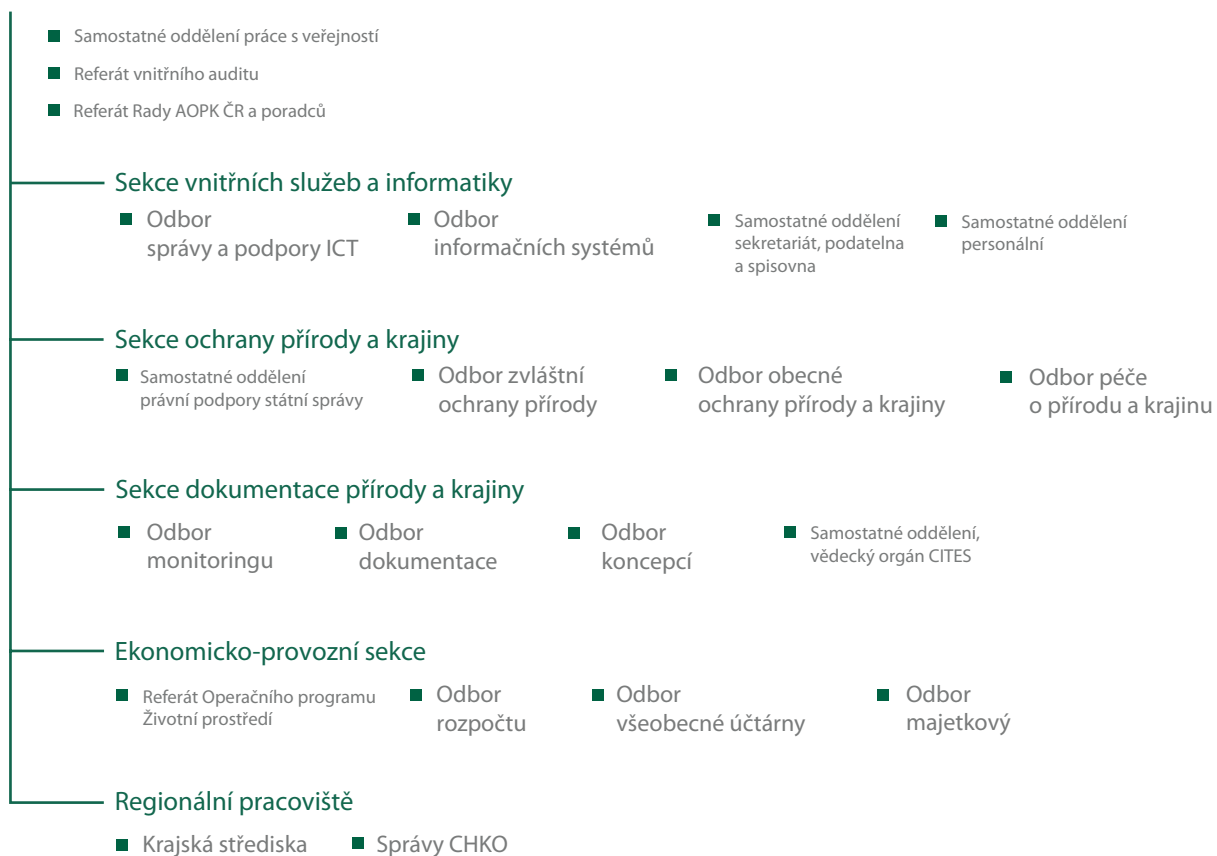 Samostatné oddělení práce s veřejností
Referát vnitřního auditu
Referát Rady AOPK ČR a poradců
Sekce vnitřních služeb a informatiky
Odbor
správy a podpory ICT
Odbor
informačních systémů
Samostatné oddělení
sekretariát, podatelna
a spisovna
Samostatné oddělení
personální
Sekce ochrany přírody a krajiny
Samostatné oddělení
právní podpory státní správy
Odbor zvláštní
ochrany přírody
Odbor obecné
ochrany přírody a krajiny
Odbor péče
o přírodu a krajinu
Sekce dokumentace přírody a krajiny
Odbor
monitoringu
Odbor
dokumentace
Odbor
koncepcí
Samostatné oddělení,
vědecký orgán CITES
Ekonomicko-provozní sekce
Referát Operačního programu
Životní prostředí
Odbor
rozpočtu
Odbor
všeobecné účtárny
Odbor
majetkový
Regionální pracoviště
Krajská střediska
Správy CHKO